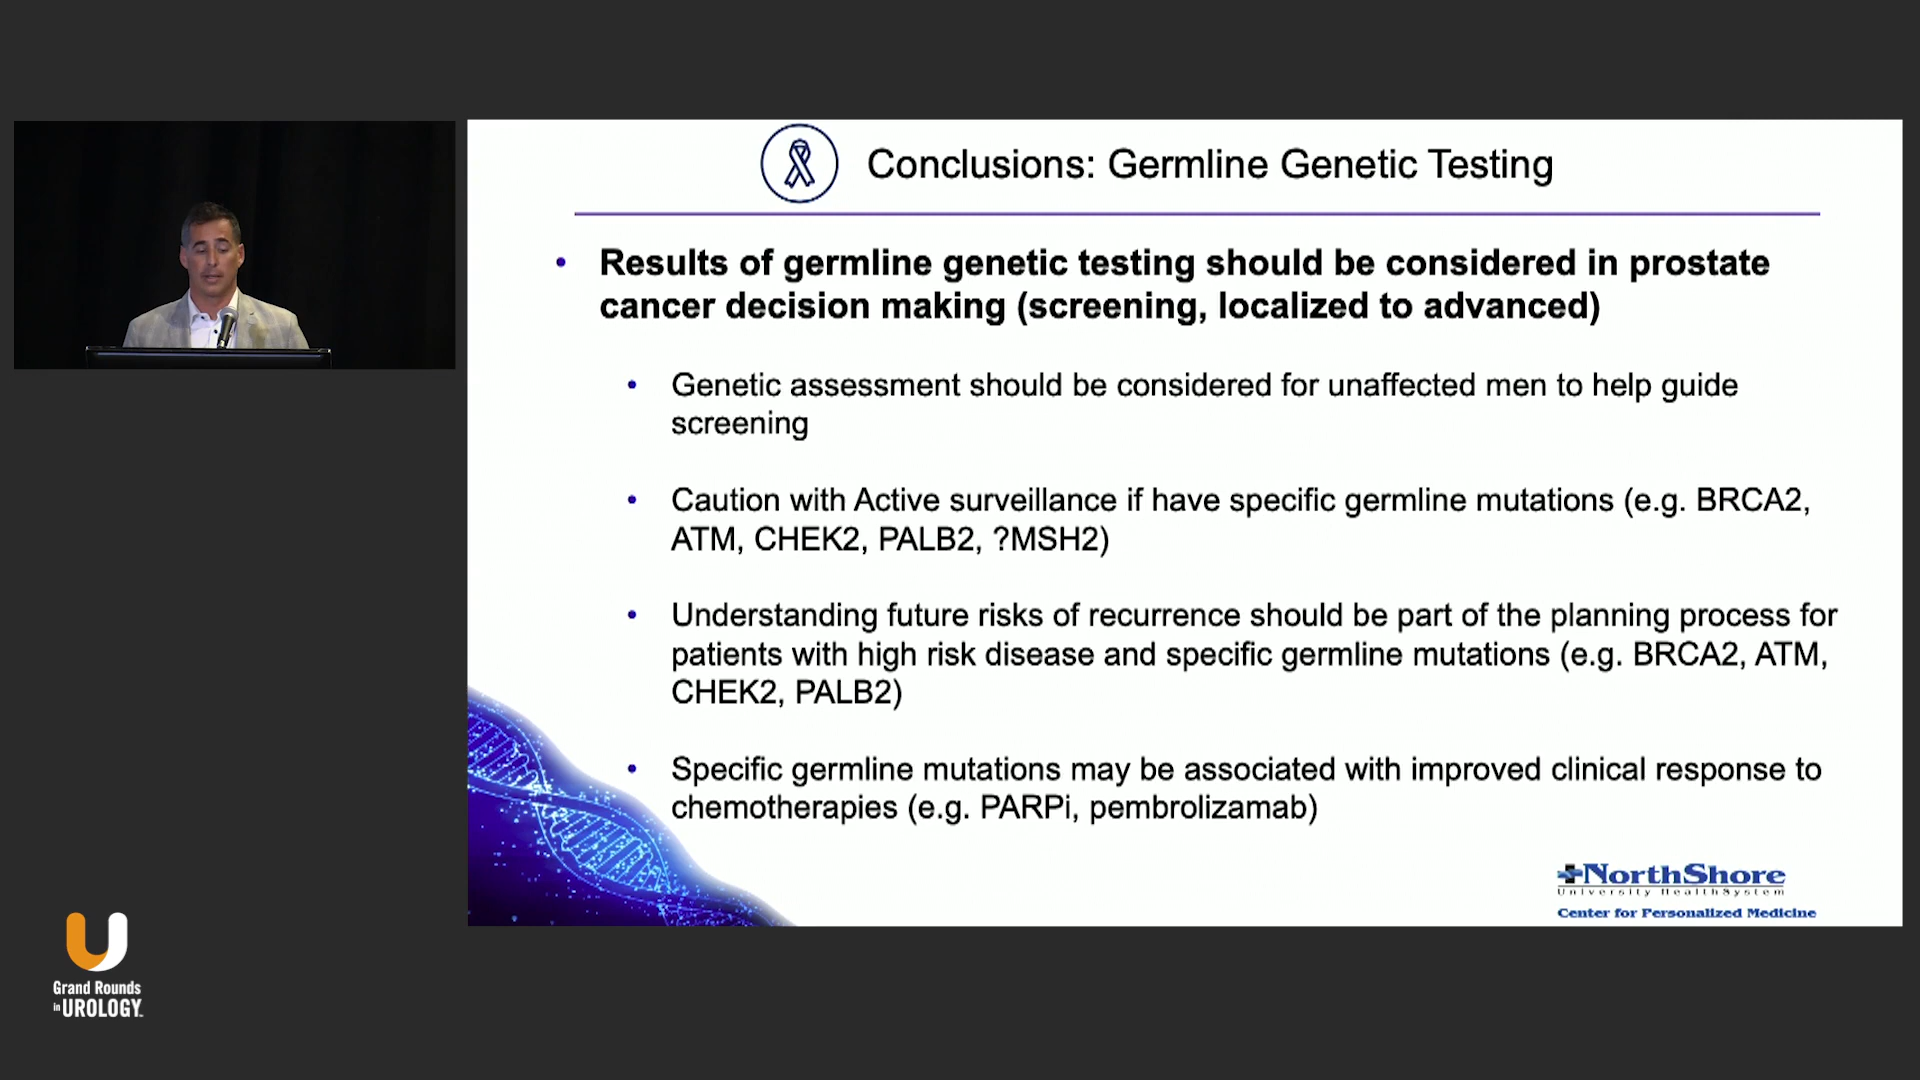 Conclusions: Germline Genetic Testing
• Results of germline genetic testing should be considered in prostate
cancer decision making (screening, localized to advanced)
• Genetic assessment should be considered for unaffected men to help guide
screening
• Caution with Active surveillance if have specific germline mutations (e.g. BRCA2,
ATM, CHEK2, PALB2, ?MSH2)
• Understanding future risks of recurrence should be part of the planning process for
patients with high risk disease and specific germline mutations (e.g. BRCA2, ATM,
CHEK2, PALB2)
• Specific germline mutations may be associated with improved clinical response to
chemotherapies (e.g. PARPi, pembrolizamab)
NorthShore
University HealthSystem
Center for Personalized Medicine
Grand Rounds
in UROLOGY